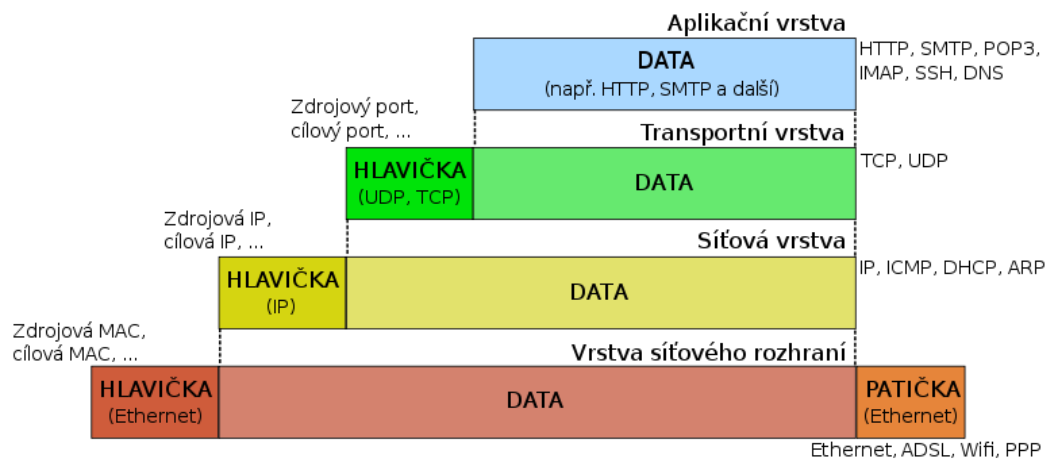 Aplikační vrstva
DATA
(např. HTTP, SMTP a další)
HTTP, SMTP, POP3,
IMAP, SSH, DNS
Zdrojový port,
cílový port, ...
Transportní vrstva
HLAVIČKA
(UDP, TCP)
DATA
TCP, UDP
Zdrojová IP,
cílová IP, ...
Síťová vrstva
HLAVIČKA
(IP)
DATA
IP, ICMP, DHCP, ARP
Zdrojová MAC,
cílová MAC, ...
Vrstva síťového rozhraní
HLAVIČKA
(Ethernet)
DATA
PATIČKA
(Ethernet)
Ethernet, ADSL, Wifi, PPP